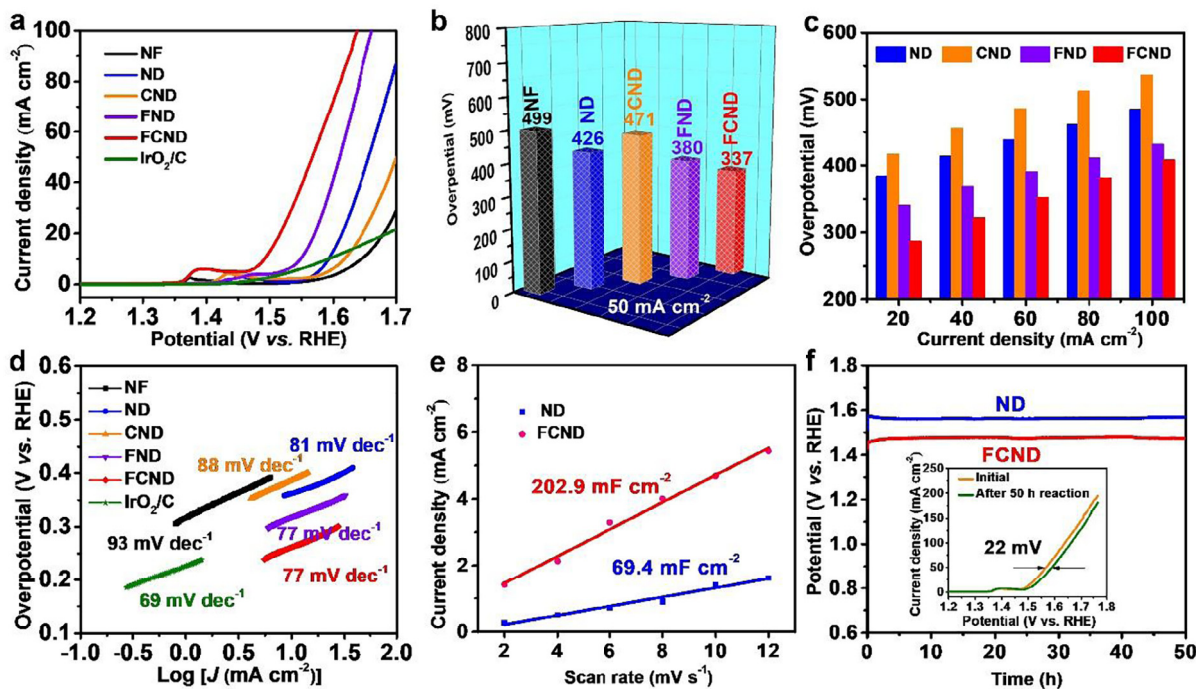 a
Current density (mA cm⁻²)
100
80
60
40
20
0
NF
ND
CND
FND
FCND
IrO₂/C
1.2 1.3 1.4 1.5 1.6 1.7
Potential (V vs. RHE)
b
Overpential (mV)
800
700
600
500
400
300
200
100
0
NF
499
ND
426
CND
471
FND
380
FCND
337
50 mA cm⁻²
c
Overpotential (mV)
600
500
400
300
200
ND CND FND FCND
20 40 60 80 100
Current density (mA cm⁻²)
d
Overpotential (V vs. RHE)
0.6
0.5
0.4
0.3
0.2
0.1
NF
ND
CND
FND
FCND
IrO₂/C
81 mV dec⁻¹
88 mV dec⁻¹
77 mV dec⁻¹
93 mV dec⁻¹
77 mV dec⁻¹
69 mV dec⁻¹
-1.0 -0.5 0.0 0.5 1.0 1.5 2.0
Log [J (mA cm⁻²)]
e
Current density (mA cm⁻²)
8
6
4
2
0
ND
FCND
202.9 mF cm⁻²
69.4 mF cm⁻²
2 4 6 8 10 12
Scan rate (mV s⁻¹)
f
Potential (V vs. RHE)
1.8
1.6
1.4
1.2
1.0
0.8
0.6
ND
FCND
Current density (mA cm⁻²)
250
200
150
100
50
0
Initial
After 50 h reaction
22 mV
1.2 1.3 1.4 1.5 1.6 1.7 1.8
Potential (V vs. RHE)
0 10 20 30 40 50
Time (h)